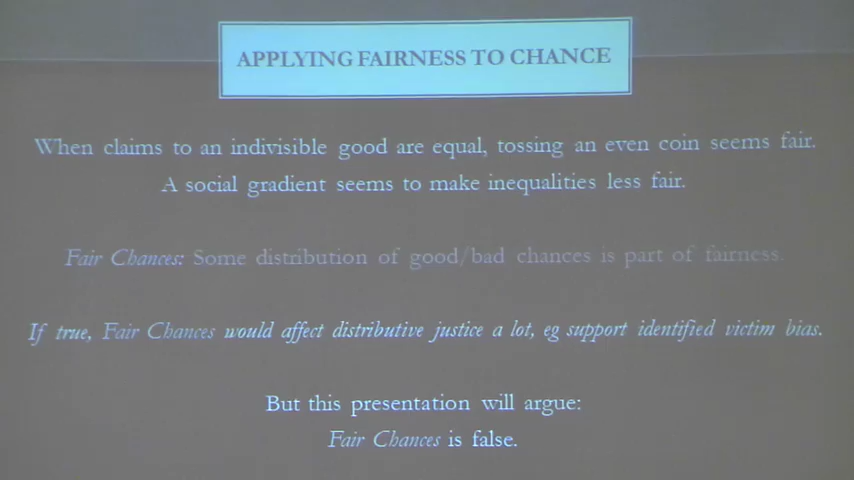 APPLYING FAIRNESS TO CHANCE
When claims to an indivisible good are equal, tossing an even coin seems fair.
A social gradient seems to make inequalities less fair.
Fair Chances: Some distribution of good/bad chances is part of fairness.
If true, Fair Chances would affect distributive justice a lot, eg support identified victim bias.
But this presentation will argue:
Fair Chances is false.